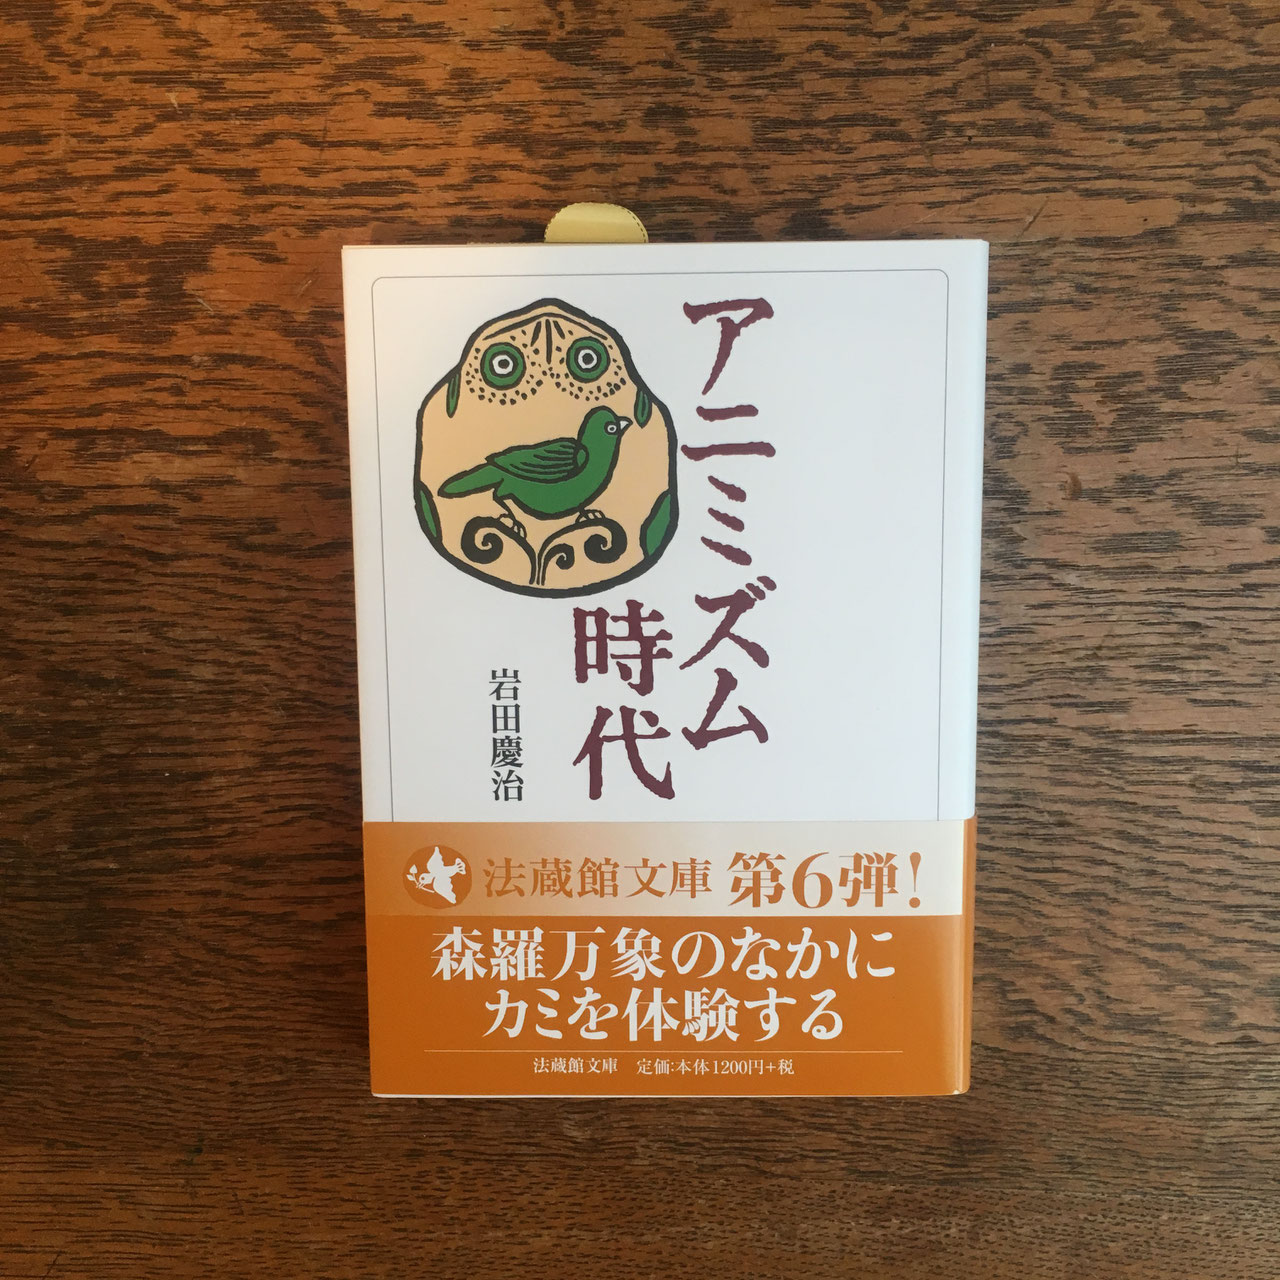 アニミズム
時代
岩田慶治
法蔵館文庫 第6弾!
森羅万象のなかに
カミを体験する
法蔵館文庫 定価:本体1200円+税